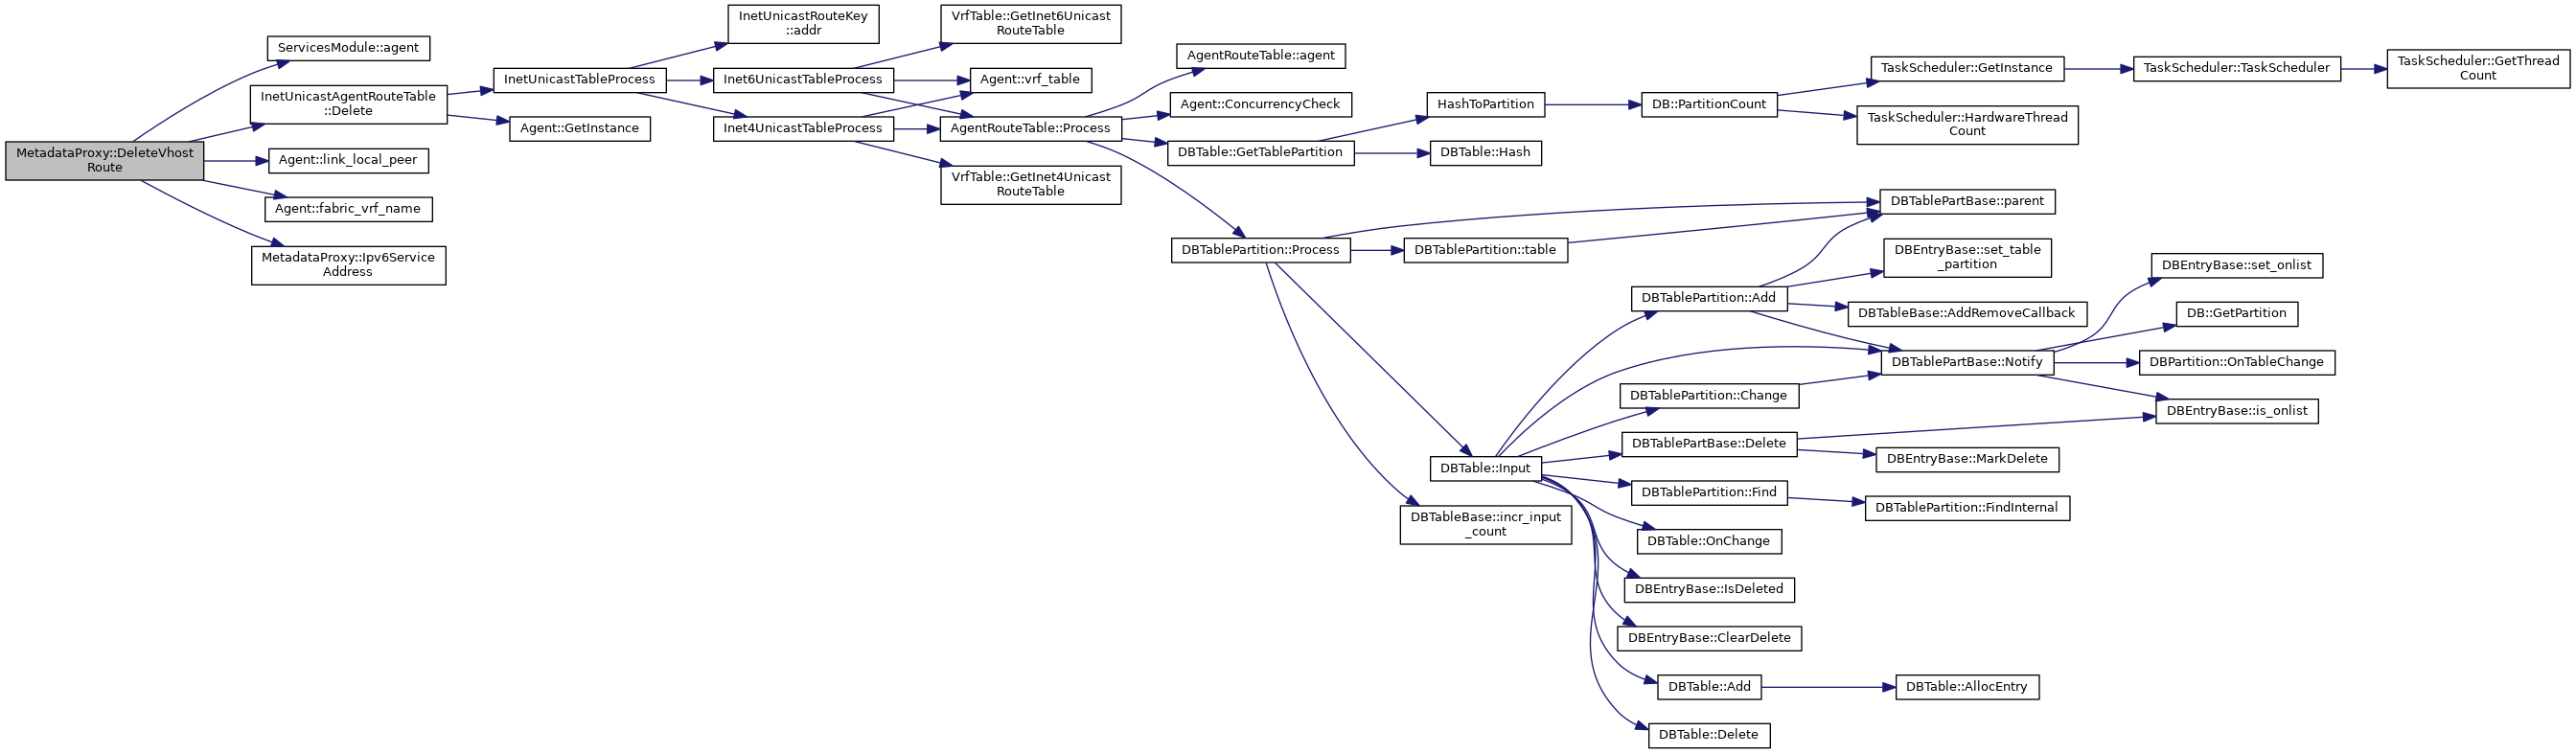 MetadataProxy::DeleteVhost
Route
ServicesModule::agent
InetUnicastAgentRouteTable
::Delete
Agent::link_local_peer
Agent::fabric_vrf_name
MetadataProxy::Ipv6Service
Address
InetUnicastTableProcess
Agent::GetInstance
InetUnicastRouteKey
::addr
Inet6UnicastTableProcess
Inet4UnicastTableProcess
VrfTable::GetInet6Unicast
RouteTable
Agent::vrf_table
AgentRouteTable::Process
VrfTable::GetInet4Unicast
RouteTable
AgentRouteTable::agent
Agent::ConcurrencyCheck
DBTable::GetTablePartition
DBTablePartition::Process
HashToPartition
DBTable::Hash
DBTablePartition::table
DBTable::Input
DBTableBase::incr_input
_count
DB::PartitionCount
DBTablePartition::Add
DBTablePartition::Change
DBTablePartBase::Delete
DBTablePartition::Find
DBTable::OnChange
DBEntryBase::IsDeleted
DBEntryBase::ClearDelete
DBTable::Add
DBTable::Delete
TaskScheduler::GetInstance
TaskScheduler::HardwareThread
Count
DBTablePartBase::parent
DBEntryBase::set_table
_partition
DBTableBase::AddRemoveCallback
DBTablePartBase::Notify
DBEntryBase::MarkDelete
DBTablePartition::FindInternal
DBTable::AllocEntry
TaskScheduler::TaskScheduler
DBEntryBase::set_onlist
DB::GetPartition
DBPartition::OnTableChange
DBEntryBase::is_onlist
TaskScheduler::GetThread
Count